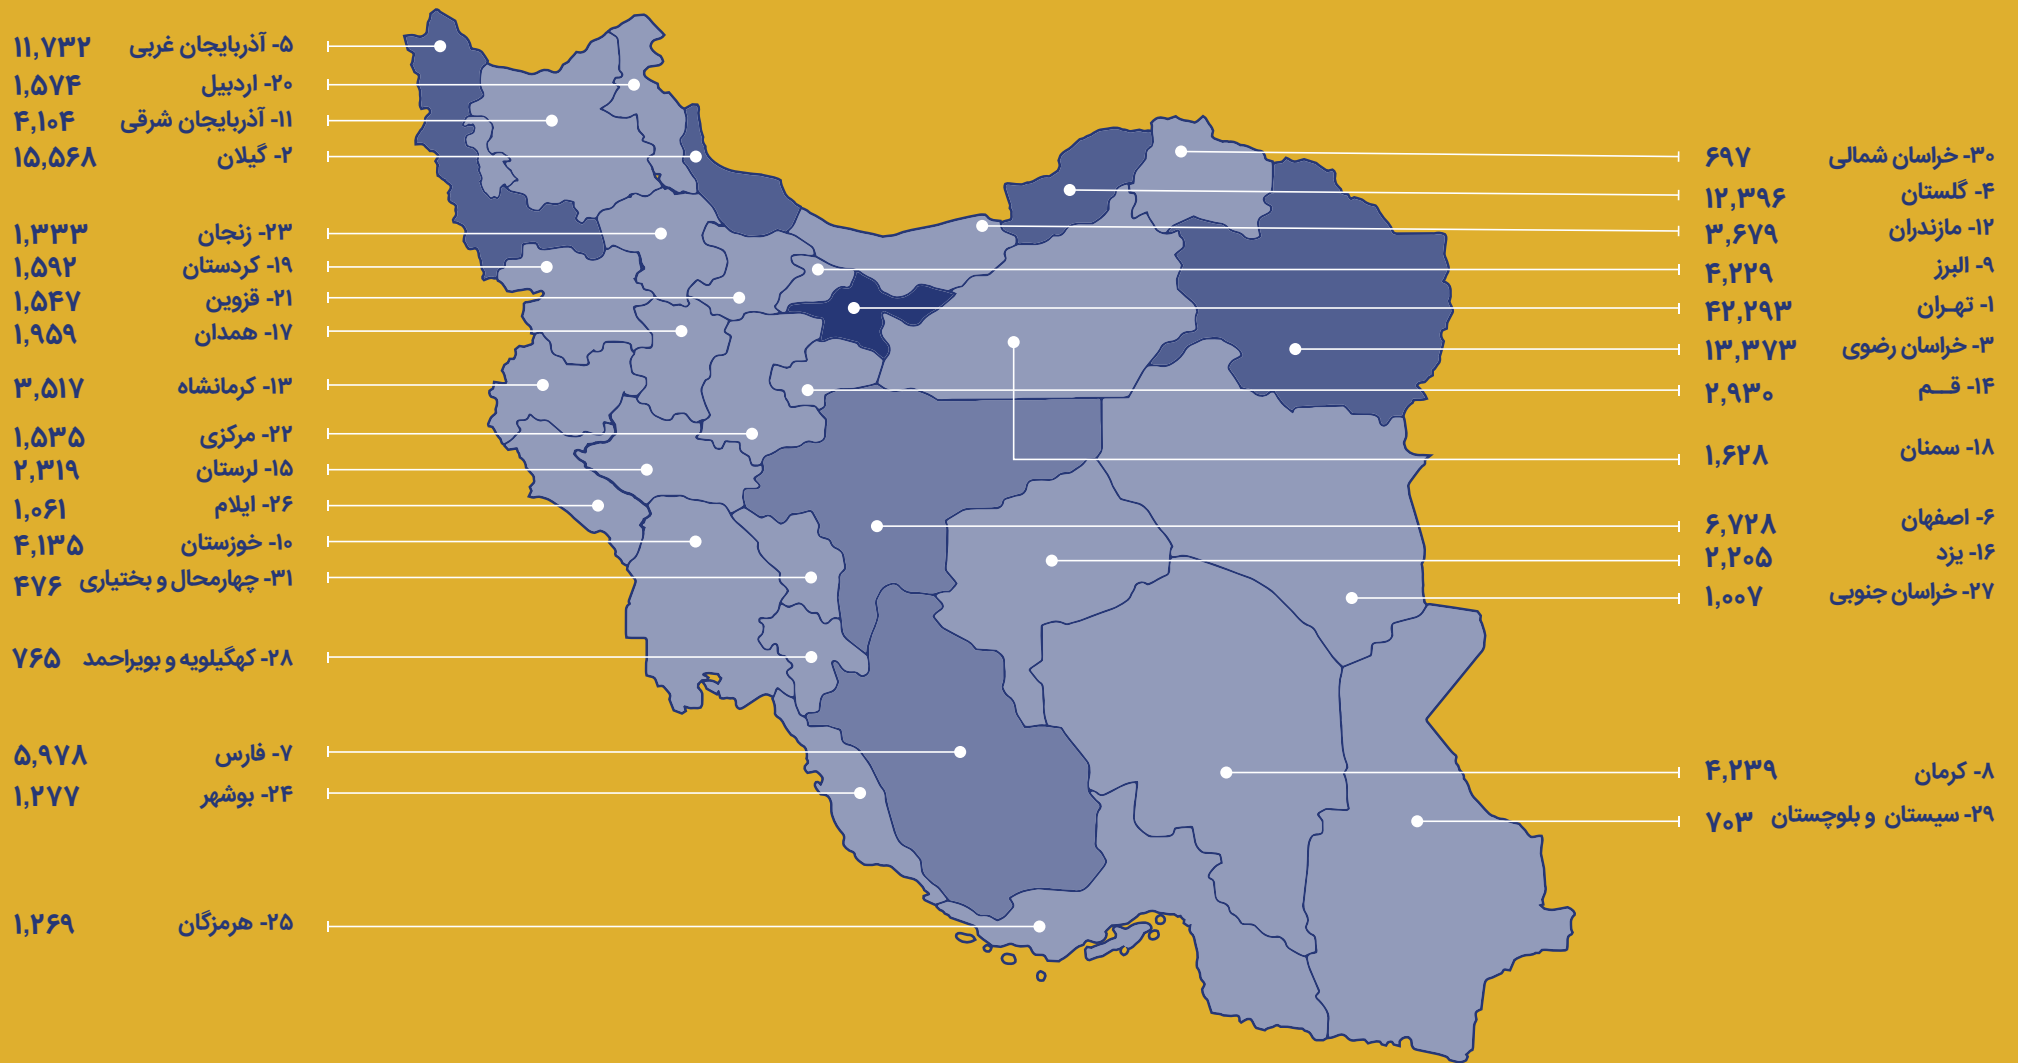 ۳۰- خراسان شمالی ۶۹۷
۴- گلستان ۱۲,۳۹۶
۱۲- مازندران ۳,۶۷۹
۹- البرز ۴,۲۲۹
۱- تهران ۴۲,۲۹۳
۳- خراسان رضوی ۱۳,۳۷۳
۱۴- قم ۲,۹۳۰
۱۸- سمنان ۱,۶۲۸
۶- اصفهان ۶,۷۲۸
۱۶- یزد ۲,۲۰۵
۲۷- خراسان جنوبی ۱,۰۰۷
۸- کرمان ۴,۲۳۹
۲۹- سیستان و بلوچستان ۷۰۳
۵- آذربایجان غربی ۱۱,۷۳۲
۲۰- اردبیل ۱,۵۷۴
۱۱- آذربایجان شرقی ۴,۱۰۴
۲- گیلان ۱۵,۵۶۸
۲۳- زنجان ۱,۳۳۳
۱۹- کردستان ۱,۵۹۲
۲۱- قزوین ۱,۵۴۷
۱۷- همدان ۱,۹۵۹
۱۳- کرمانشاه ۳,۵۱۷
۲۲- مرکزی ۱,۵۳۵
۱۵- لرستان ۲,۳۱۹
۲۶- ایلام ۱,۰۶۱
۱۰- خوزستان ۴,۱۳۵
۳۱- چهارمحال و بختیاری ۴۷۶
۲۸- کهگیلویه و بویراحمد ۷۶۵
۷- فارس ۵,۹۷۸
۲۴- بوشهر ۱,۲۷۷
۲۵- هرمزگان ۱,۲۶۹